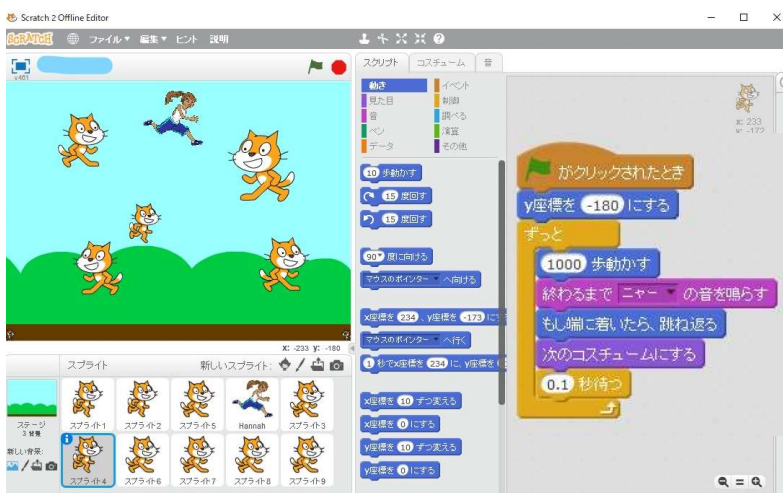 Scratch 2 Offline Editor
SCRATCH ファイル▼ 編集▼ ヒント 説明
v461
X: -233 y: -180
スプライト 新しいスプライト:
ステージ
3 背景
新しい背景:
スプライト1 スプライト2 スプライト5 Hannah スプライト3
スプライト4 スプライト6 スプライト7 スプライト8 スプライト9
スクリプト コスチューム 音
動き イベント
見た目 制御
音 調べる
ペン 演算
データ その他
10 歩動かす
15 度回す
15 度回す
90▼ 度に向ける
マウスのポインター へ向ける
x座標を 234 、y座標を -173 に
マウスのポインター へ行く
1 秒でx座標を 234 に、y座標を
x座標を 10 ずつ変える
x座標を 0 にする
y座標を 10 ずつ変える
y座標を 0 にする
x: 233
y: -172
がクリックされたとき
y座標を -180 にする
ずっと
1000 歩動かす
終わるまで ニャー▼ の音を鳴らす
もし端に着いたら、跳ね返る
次のコスチュームにする
0.1 秒待つ